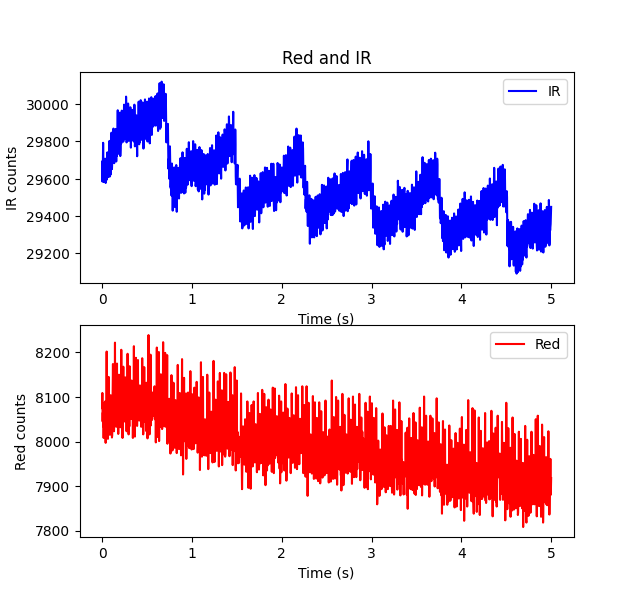 Red and IR
IR
IR counts
30000
29800
29600
29400
29200
0 1 2 3 4 5
Time (s)
Red
Red counts
8200
8100
8000
7900
7800
0 1 2 3 4 5
Time (s)